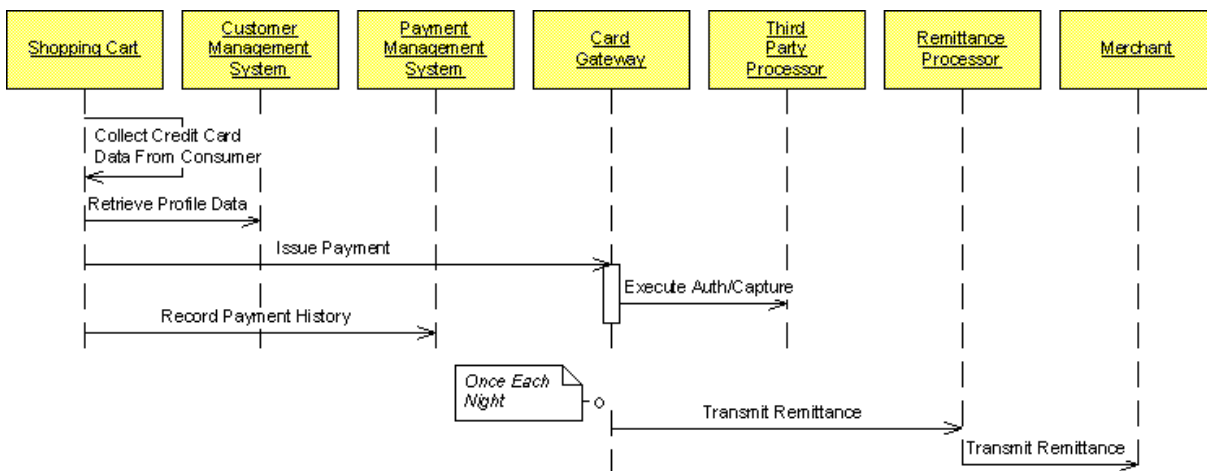 Shopping Cart
Customer
Management
System
Payment
Management
System
Card
Gateway
Third
Party
Processor
Remittance
Processor
Merchant
Collect Credit Card
Data From Consumer
Retrieve Profile Data
Issue Payment
Execute Auth/Capture
Record Payment History
Once Each
Night
Transmit Remittance
Transmit Remittance